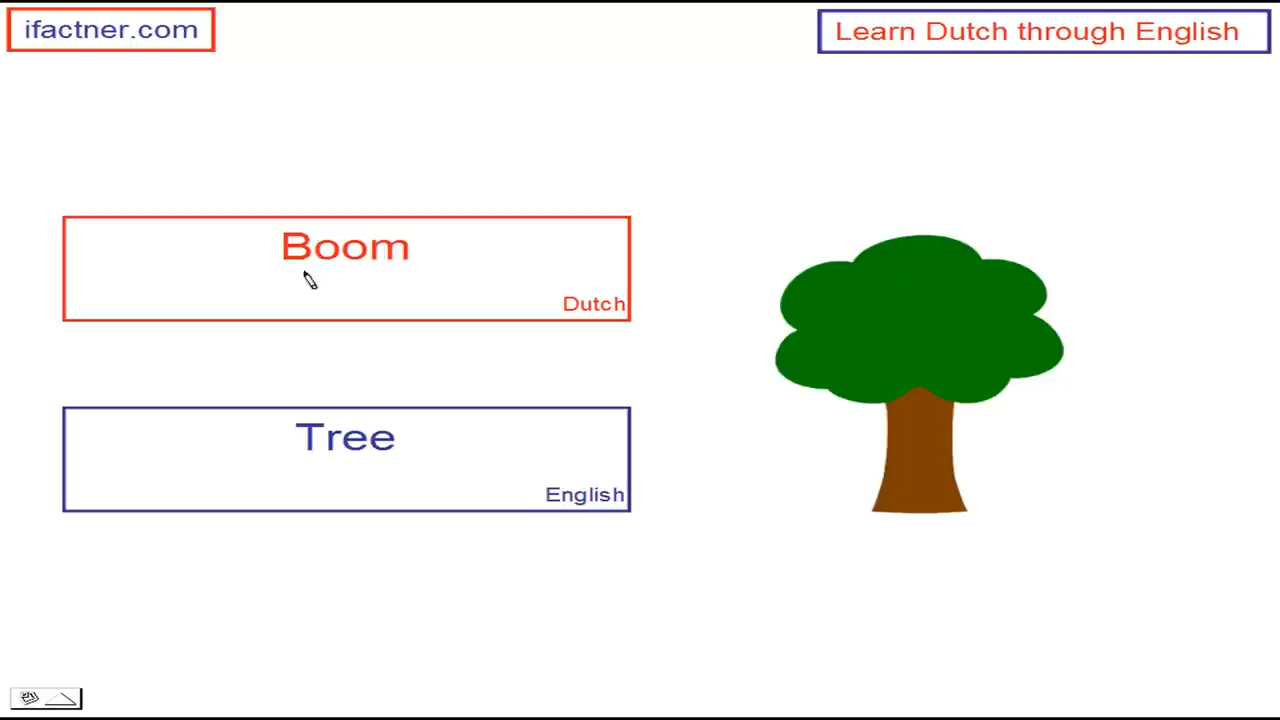 ifactner.com
Learn Dutch through English
Boom
Dutch
Tree
English